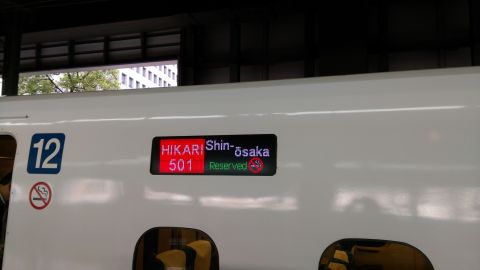 12
HIKARI
501
Shin-
ōsaka
Reserved